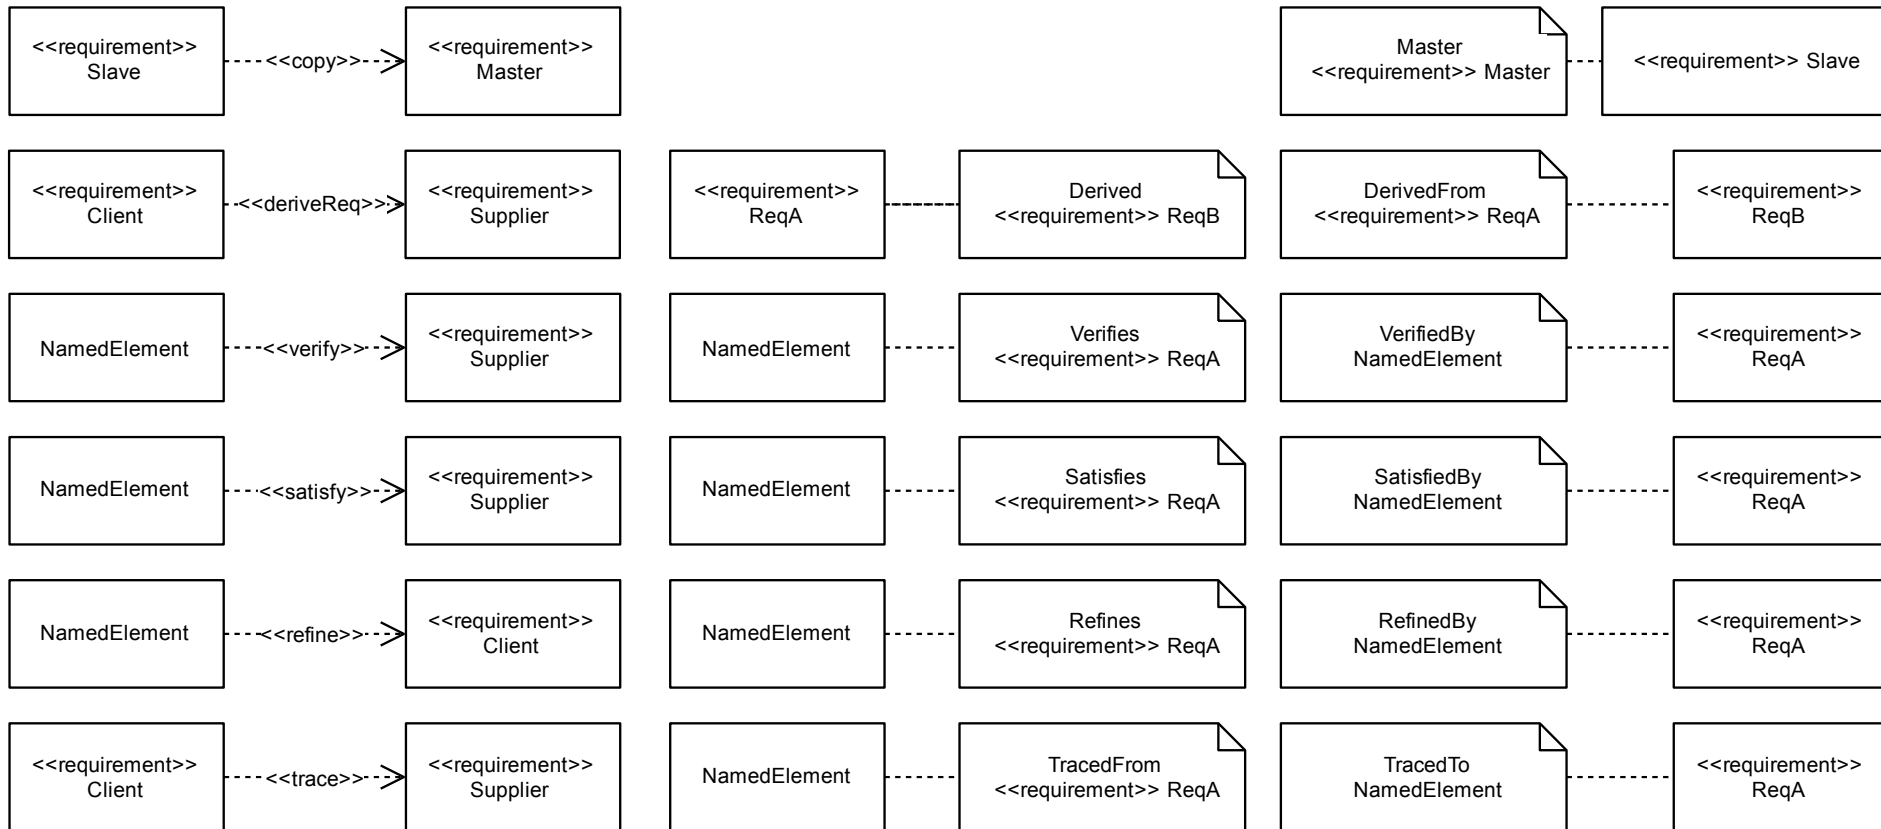 <<requirement>>
Slave
<<copy>>
<<requirement>>
Master
Master
<<requirement>> Master
<<requirement>> Slave
<<requirement>>
Client
<<deriveReq>>
<<requirement>>
Supplier
<<requirement>>
ReqA
Derived
<<requirement>> ReqB
DerivedFrom
<<requirement>> ReqA
<<requirement>>
ReqB
NamedElement
<<verify>>
<<requirement>>
Supplier
NamedElement
Verifies
<<requirement>> ReqA
VerifiedBy
NamedElement
<<requirement>>
ReqA
NamedElement
<<satisfy>>
<<requirement>>
Supplier
NamedElement
Satisfies
<<requirement>> ReqA
SatisfiedBy
NamedElement
<<requirement>>
ReqA
NamedElement
<<refine>>
<<requirement>>
Client
NamedElement
Refines
<<requirement>> ReqA
RefinedBy
NamedElement
<<requirement>>
ReqA
<<requirement>>
Client
<<trace>>
<<requirement>>
Supplier
NamedElement
TracedFrom
<<requirement>> ReqA
TracedTo
NamedElement
<<requirement>>
ReqA